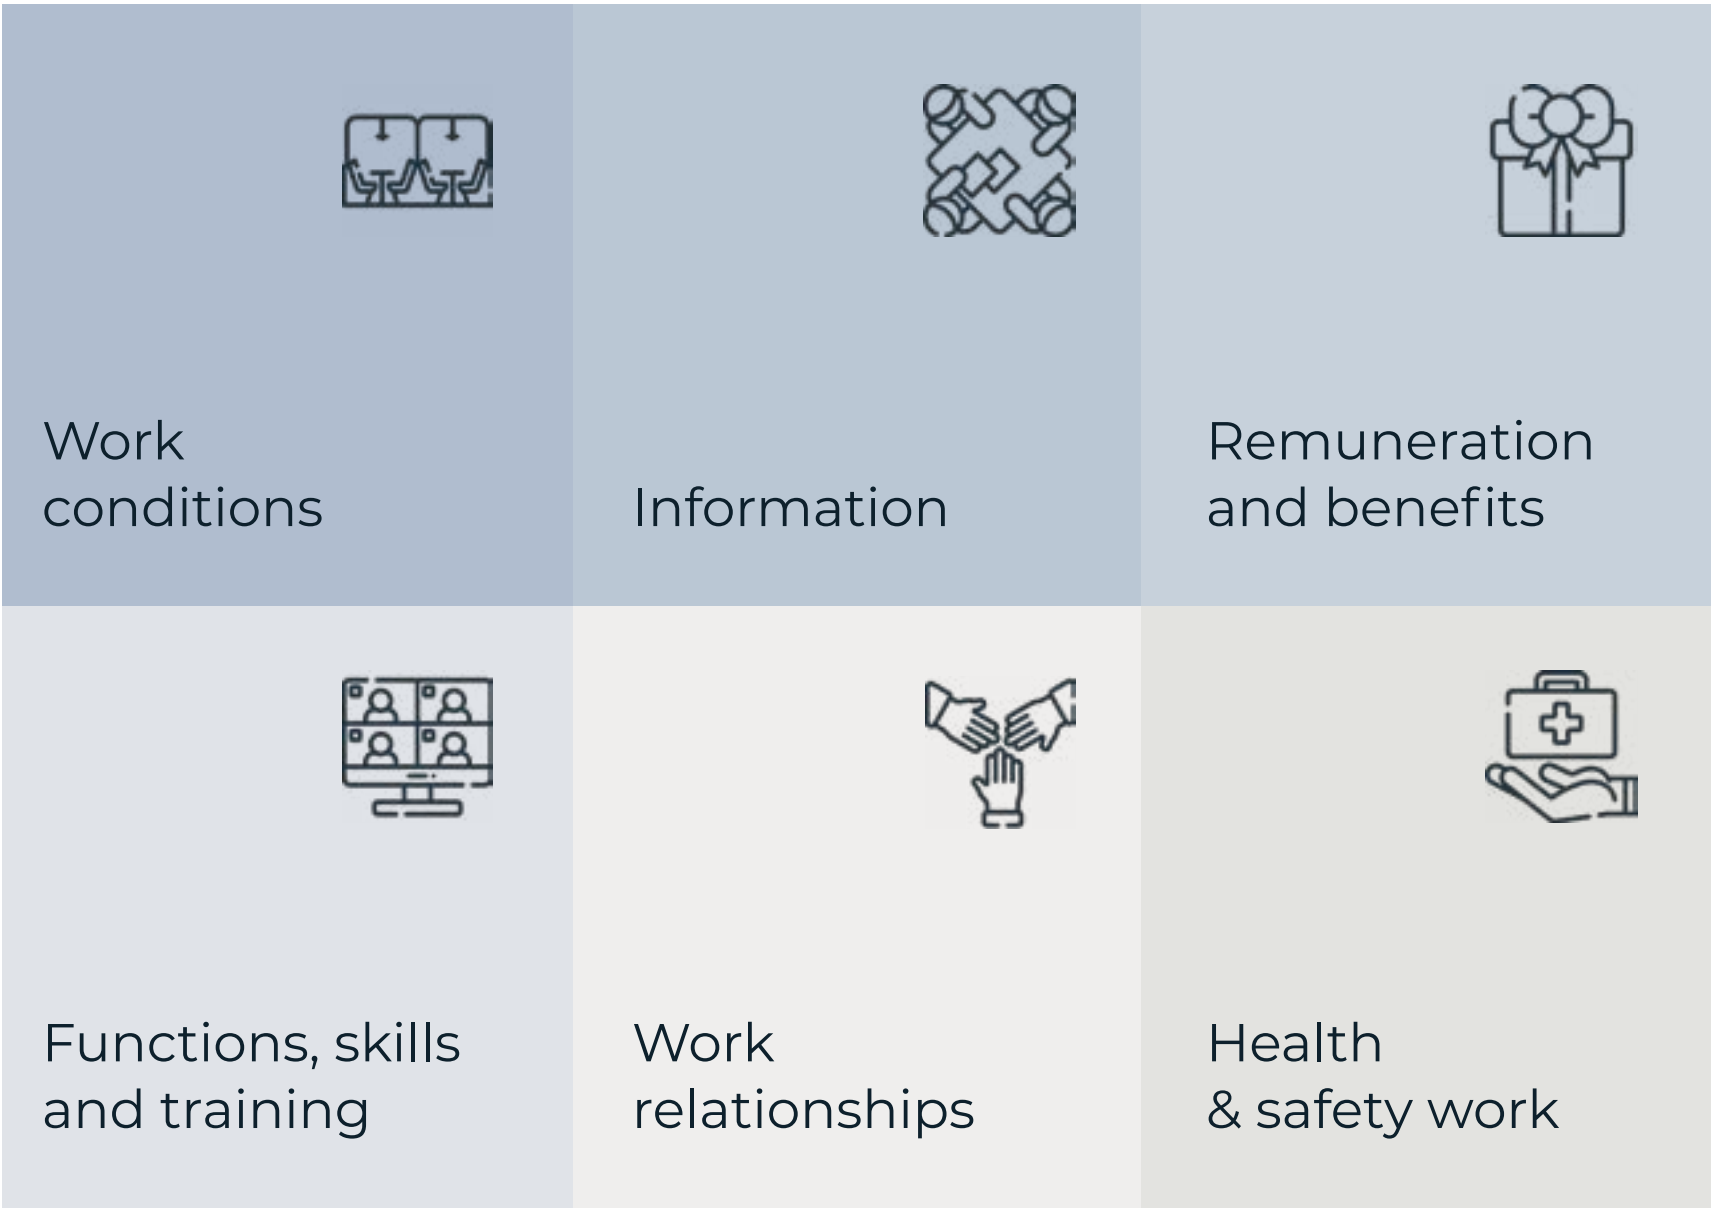 Work
conditions
Information
Remuneration
and benefits
Functions, skills
and training
Work
relationships
Health
& safety work